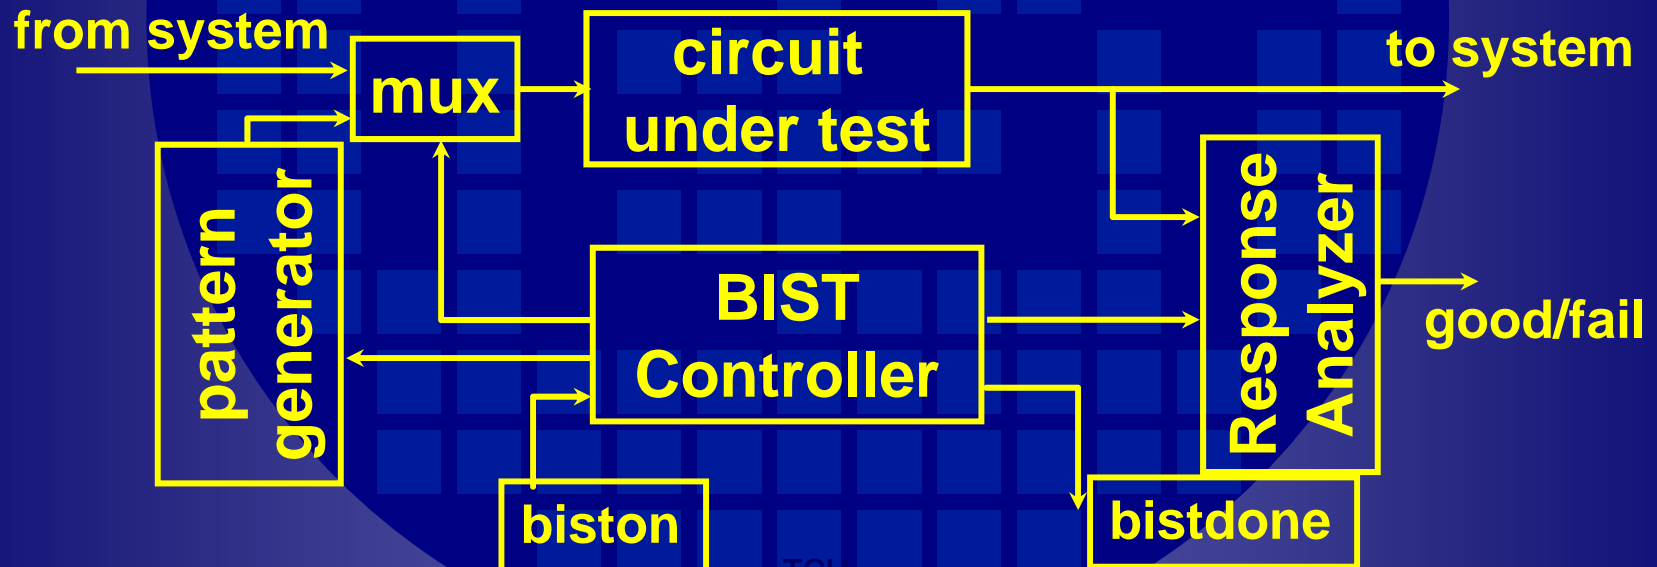 from system
mux
circuit
under test
to system
pattern
generator
BIST
Controller
Response
Analyzer
good/fail
biston
bistdone